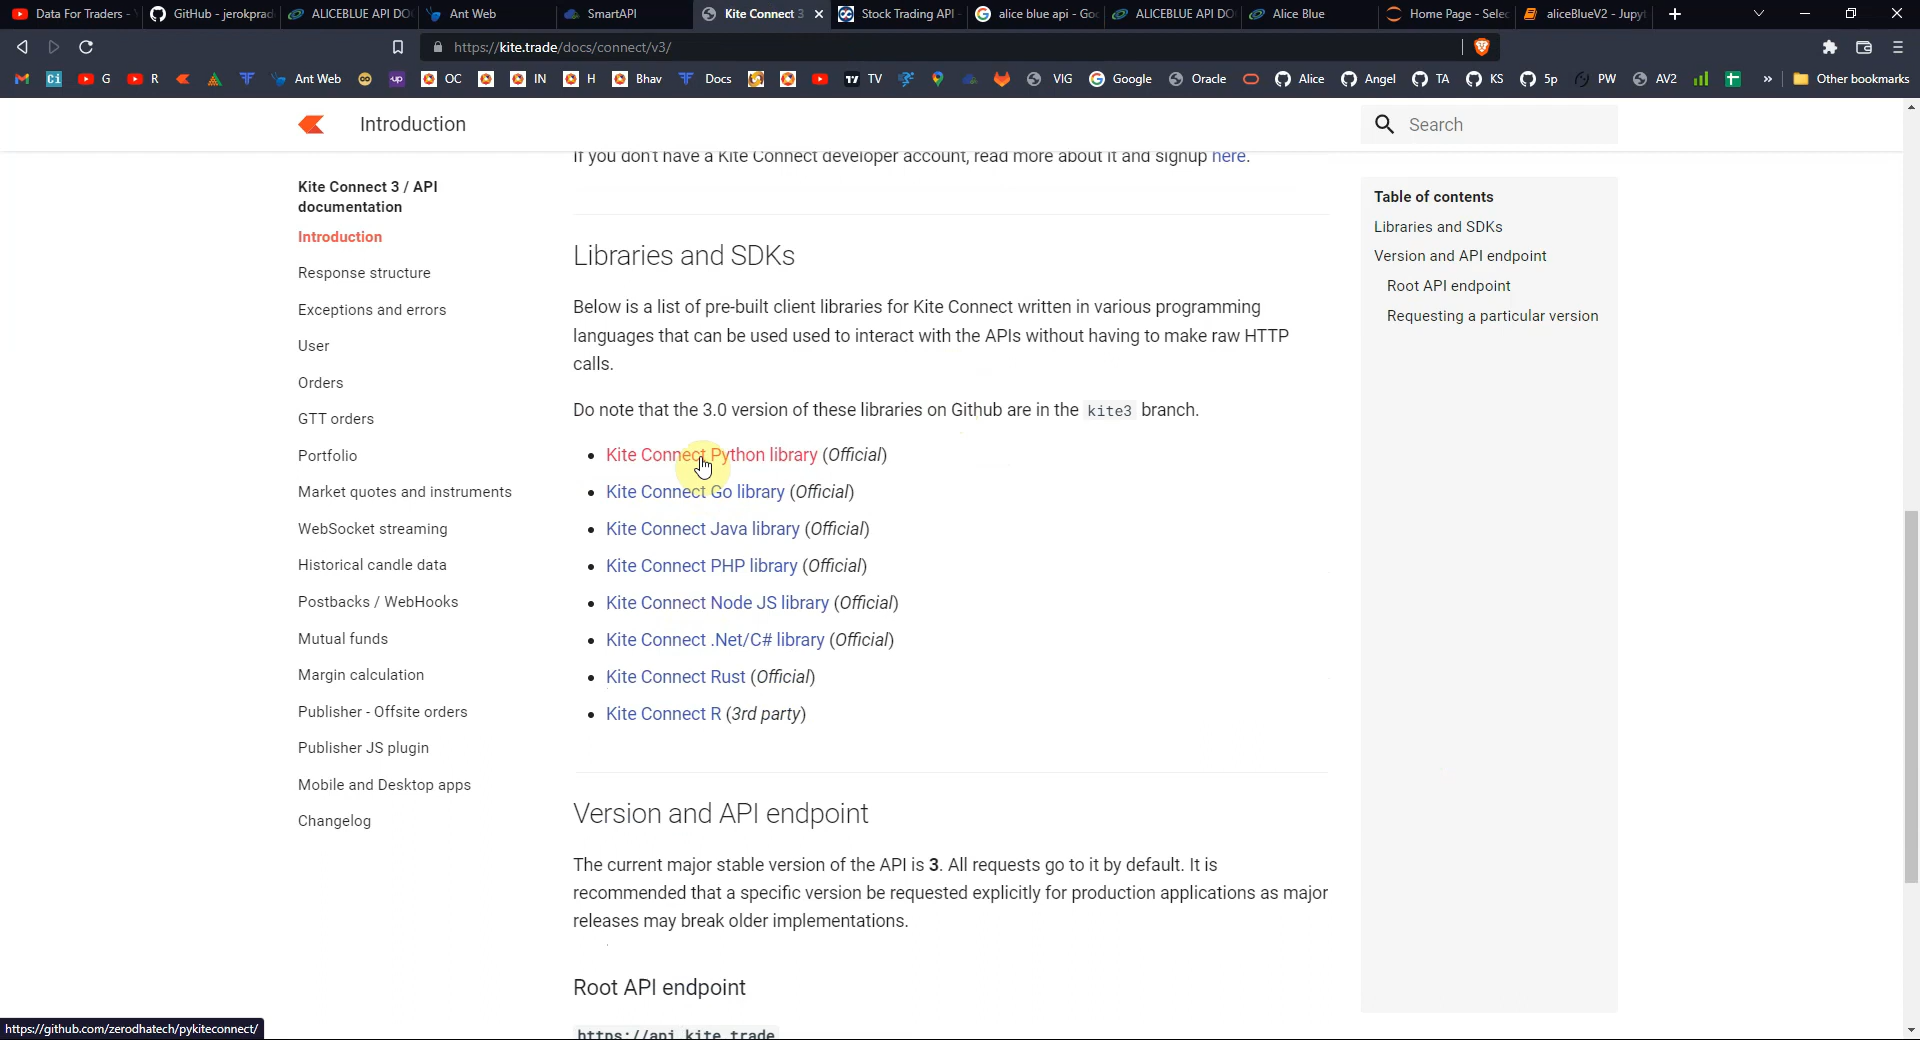 Data For Traders -
GitHub - jerokprad
ALICEBLUE API DO
Ant Web
SmartAPI
Kite Connect 3
Stock Trading API -
alice blue api - Goo
ALICEBLUE API DO
Alice Blue
Home Page - Selec
aliceBlueV2 - Jupyt
https://kite.trade/docs/connect/v3/
Ci
G
R
Ant Web
up
OC
IN
H
Bhav
Docs
TV
VIG
Google
Oracle
Alice
Angel
TA
KS
5p
PW
AV2
»
Other bookmarks
Introduction
Search
If you don't have a Kite Connect developer account, read more about it and signup here.
Kite Connect 3 / API
documentation
Introduction
Response structure
Exceptions and errors
User
Orders
GTT orders
Portfolio
Market quotes and instruments
WebSocket streaming
Historical candle data
Postbacks / WebHooks
Mutual funds
Margin calculation
Publisher - Offsite orders
Publisher JS plugin
Mobile and Desktop apps
Changelog
Libraries and SDKs
Below is a list of pre-built client libraries for Kite Connect written in various programming
languages that can be used used to interact with the APIs without having to make raw HTTP
calls.
Do note that the 3.0 version of these libraries on Github are in the kite3 branch.
• Kite Connect Python library (Official)
• Kite Connect Go library (Official)
• Kite Connect Java library (Official)
• Kite Connect PHP library (Official)
• Kite Connect Node JS library (Official)
• Kite Connect .Net/C# library (Official)
• Kite Connect Rust (Official)
• Kite Connect R (3rd party)
Version and API endpoint
The current major stable version of the API is 3. All requests go to it by default. It is
recommended that a specific version be requested explicitly for production applications as major
releases may break older implementations.
Root API endpoint
https://api.kite.trade
Table of contents
Libraries and SDKs
Version and API endpoint
Root API endpoint
Requesting a particular version
https://github.com/zerodhatech/pykiteconnect/